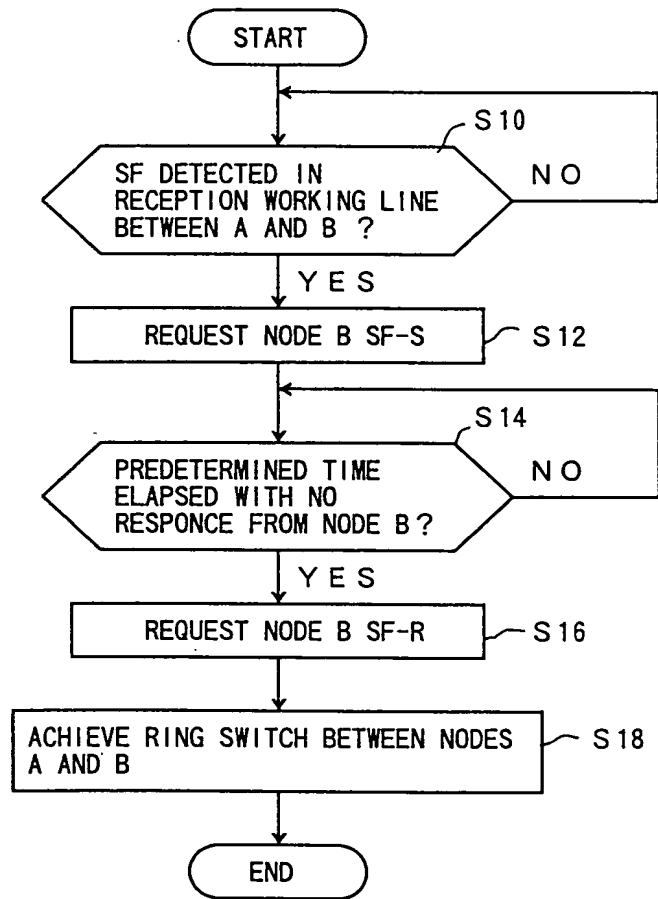 START
S10
SF DETECTED IN
RECEPTION WORKING LINE
BETWEEN A AND B ?
NO
YES
REQUEST NODE B SF-S
S12
S14
PREDETERMINED TIME
ELAPSED WITH NO
RESPONCE FROM NODE B?
NO
YES
REQUEST NODE B SF-R
S16
ACHIEVE RING SWITCH BETWEEN NODES
A AND B
S18
END